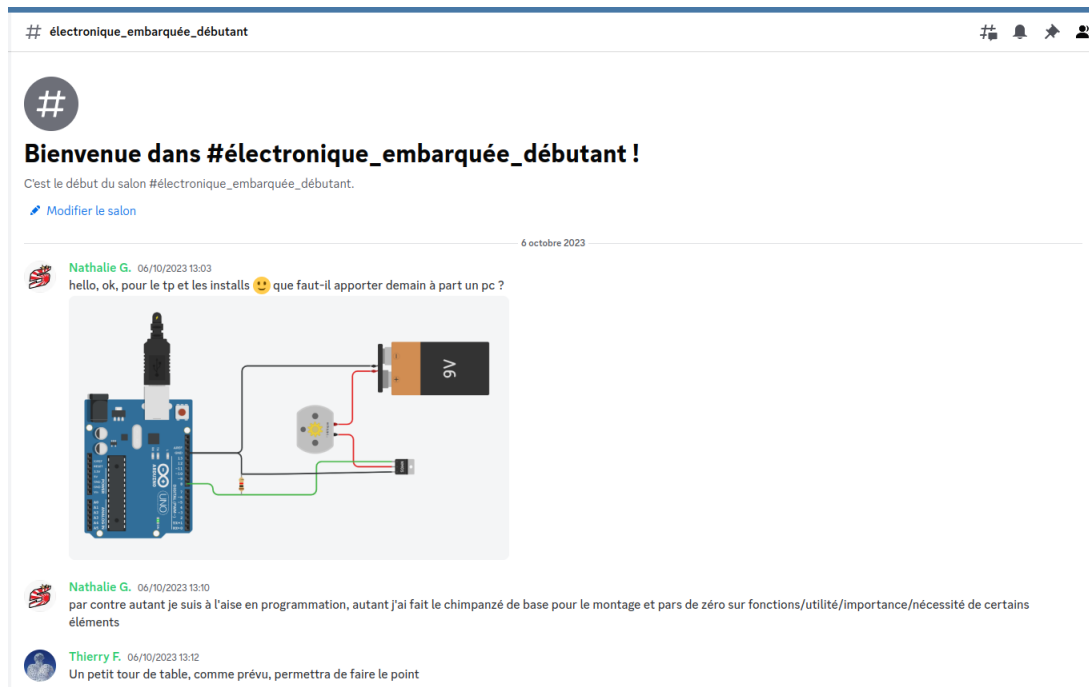 électronique_embarquée_débutant
Bienvenue dans #électronique_embarquée_débutant !
C'est le début du salon #électronique_embarquée_débutant.
Modifier le salon
6 octobre 2023
Nathalie G. 06/10/2023 13:03
hello, ok, pour le tp et les installs 🙂 que faut-il apporter demain à part un pc ?
9V
UNO
ARDUINO
Nathalie G. 06/10/2023 13:10
par contre autant je suis à l'aise en programmation, autant j'ai fait le chimpanzé de base pour le montage et pars de zéro sur fonctions/utilité/importance/nécessité de certains
éléments
Thierry F. 06/10/2023 13:12
Un petit tour de table, comme prévu, permettra de faire le point